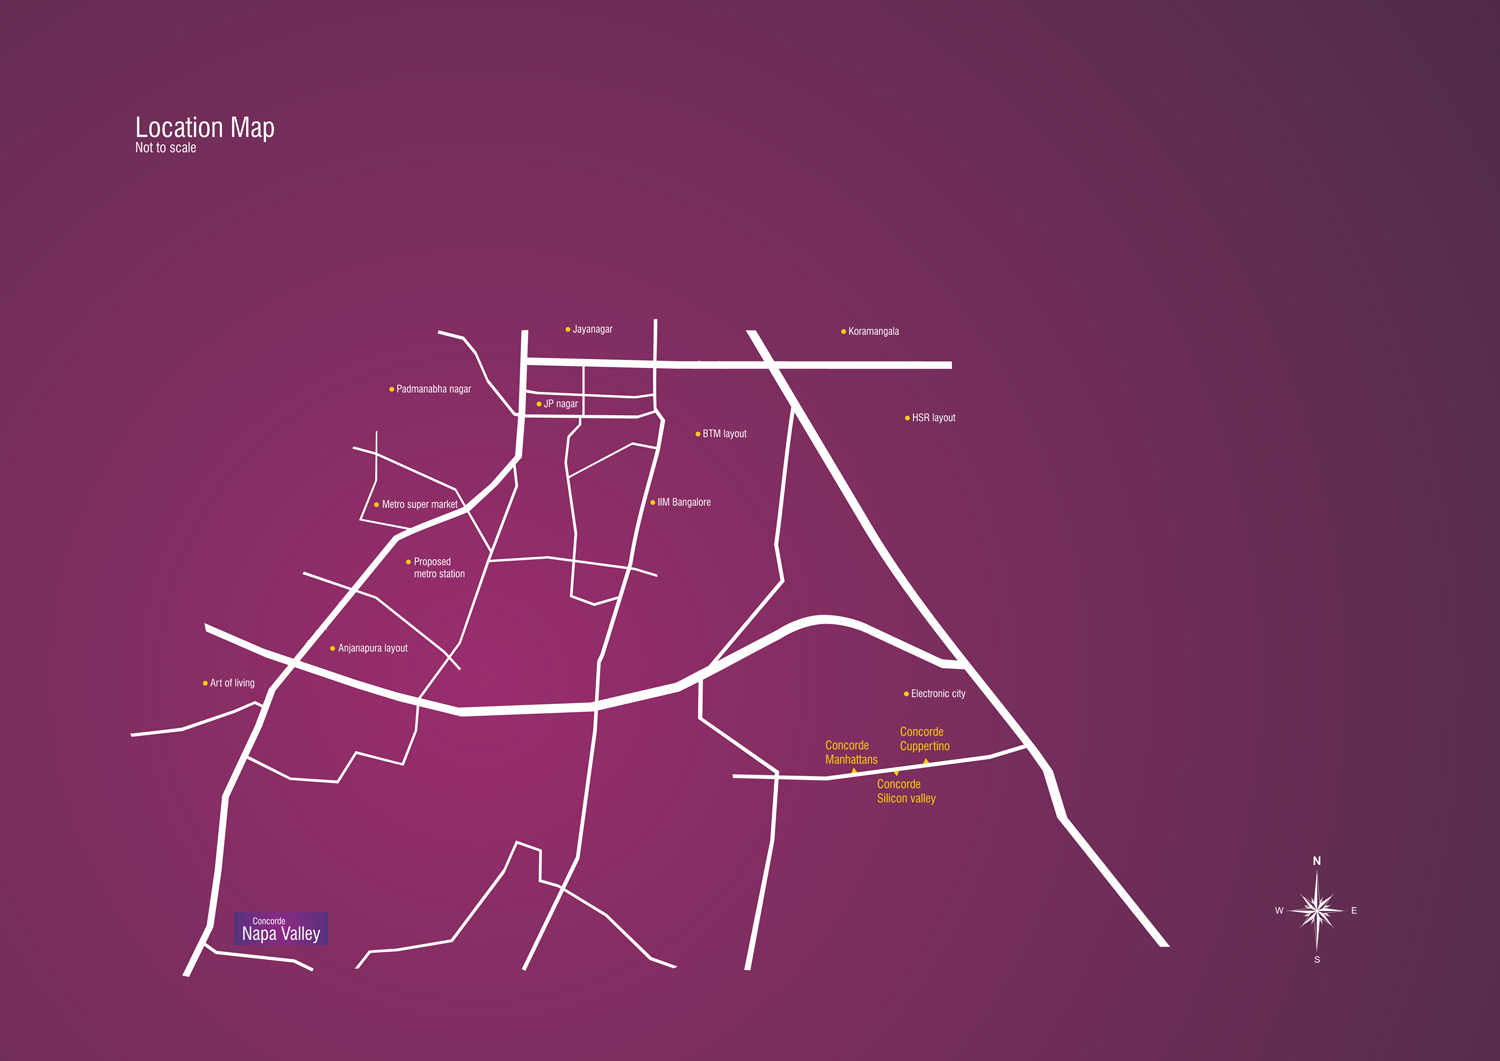 Location Map
Not to scale
Jayanagar
Koramangala
Padmanabha nagar
JP nagar
HSR layout
BTM layout
Metro super market
IIM Bangalore
Proposed
metro station
Anjanapura layout
Art of living
Electronic city
Concorde
Cuppertino
Concorde
Manhattans
Concorde
Silicon valley
Concorde
Napa Valley
N
W
E
S